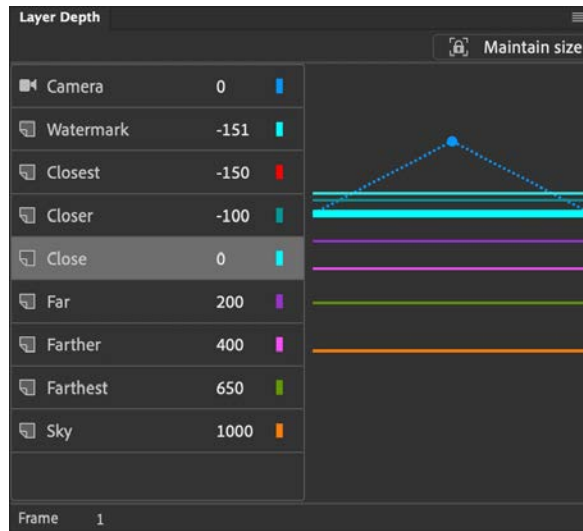 Layer Depth
Maintain size
Camera 0
Watermark -151
Closest -150
Closer -100
Close 0
Far 200
Farther 400
Farthest 650
Sky 1000
Frame 1